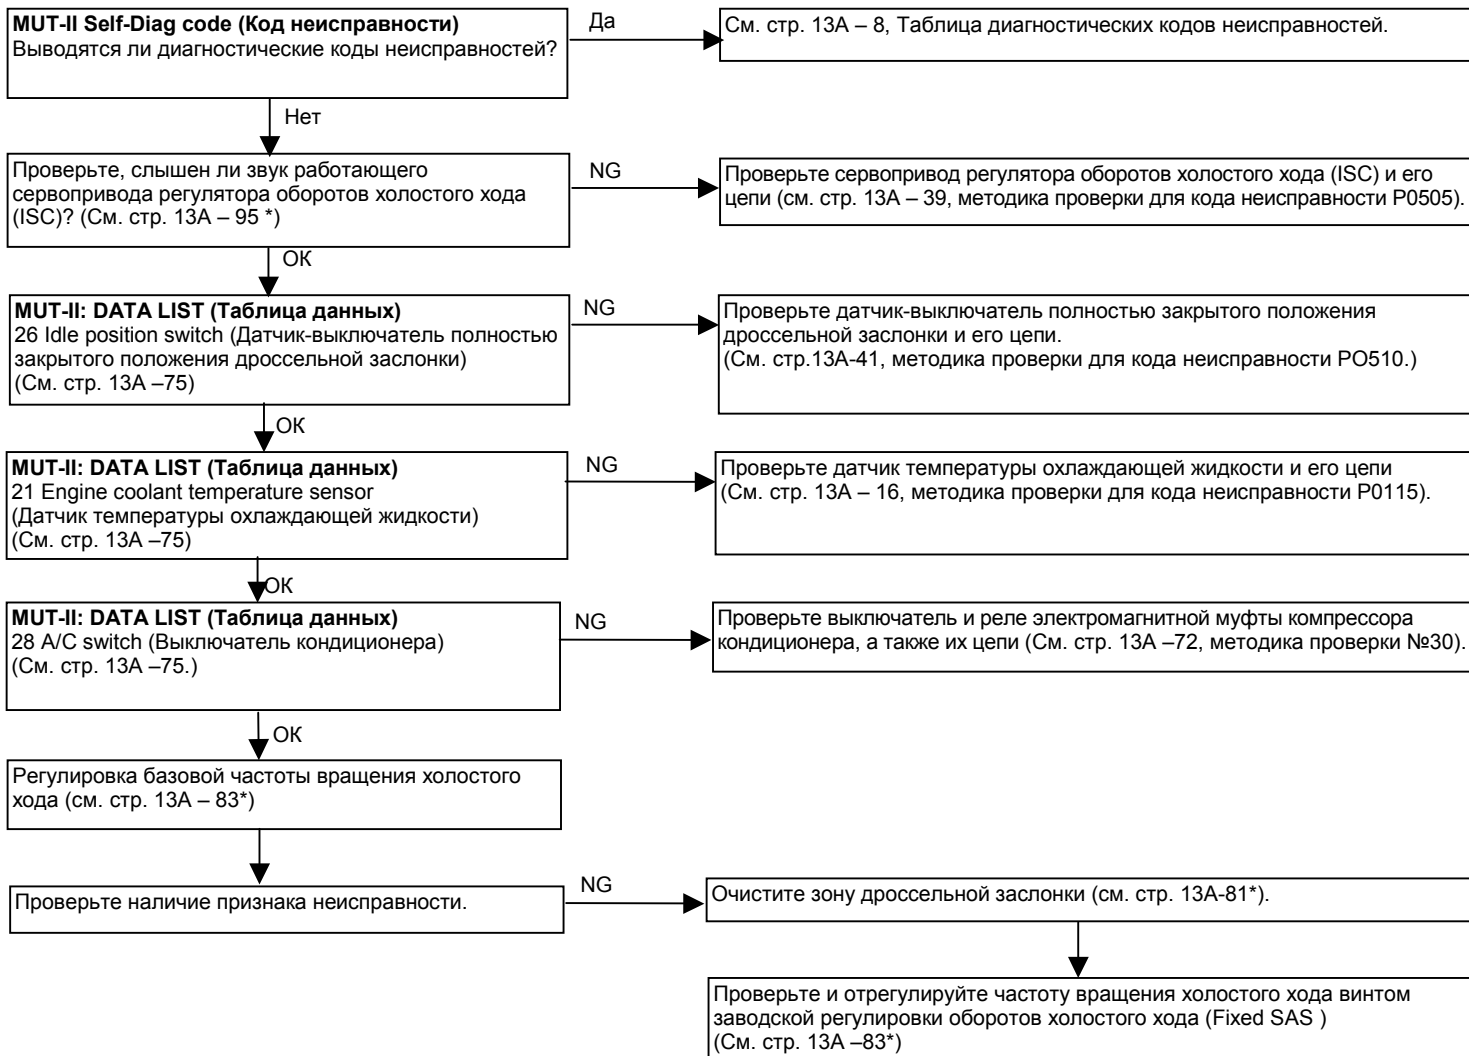 MUT-II Self-Diag code (Код неисправности)
Выводятся ли диагностические коды неисправностей?
Да
См. стр. 13А – 8, Таблица диагностических кодов неисправностей.
Нет
Проверьте, слышен ли звук работающего
сервопривода регулятора оборотов холостого хода
(ISC)? (См. стр. 13А – 95 *)
NG
Проверьте сервопривод регулятора оборотов холостого хода (ISC) и его
цепи (см. стр. 13А – 39, методика проверки для кода неисправности Р0505).
ОК
MUT-II: DATA LIST (Таблица данных)
26 Idle position switch (Датчик-выключатель полностью
закрытого положения дроссельной заслонки)
(См. стр. 13А –75)
NG
Проверьте датчик-выключатель полностью закрытого положения
дроссельной заслонки и его цепи.
(См. стр.13А-41, методика проверки для кода неисправности РО510.)
ОК
MUT-II: DATA LIST (Таблица данных)
21 Engine coolant temperature sensor
(Датчик температуры охлаждающей жидкости)
(См. стр. 13А –75)
NG
Проверьте датчик температуры охлаждающей жидкости и его цепи
(См. стр. 13А – 16, методика проверки для кода неисправности Р0115).
ОК
MUT-II: DATA LIST (Таблица данных)
28 A/C switch (Выключатель кондиционера)
(См. стр. 13А –75.)
NG
Проверьте выключатель и реле электромагнитной муфты компрессора
кондиционера, а также их цепи (См. стр. 13А –72, методика проверки №30).
ОК
Регулировка базовой частоты вращения холостого
хода (см. стр. 13А – 83*)
Проверьте наличие признака неисправности.
NG
Очистите зону дроссельной заслонки (см. стр. 13А-81*).
Проверьте и отрегулируйте частоту вращения холостого хода винтом
заводской регулировки оборотов холостого хода (Fixed SAS )
(См. стр. 13А –83*)